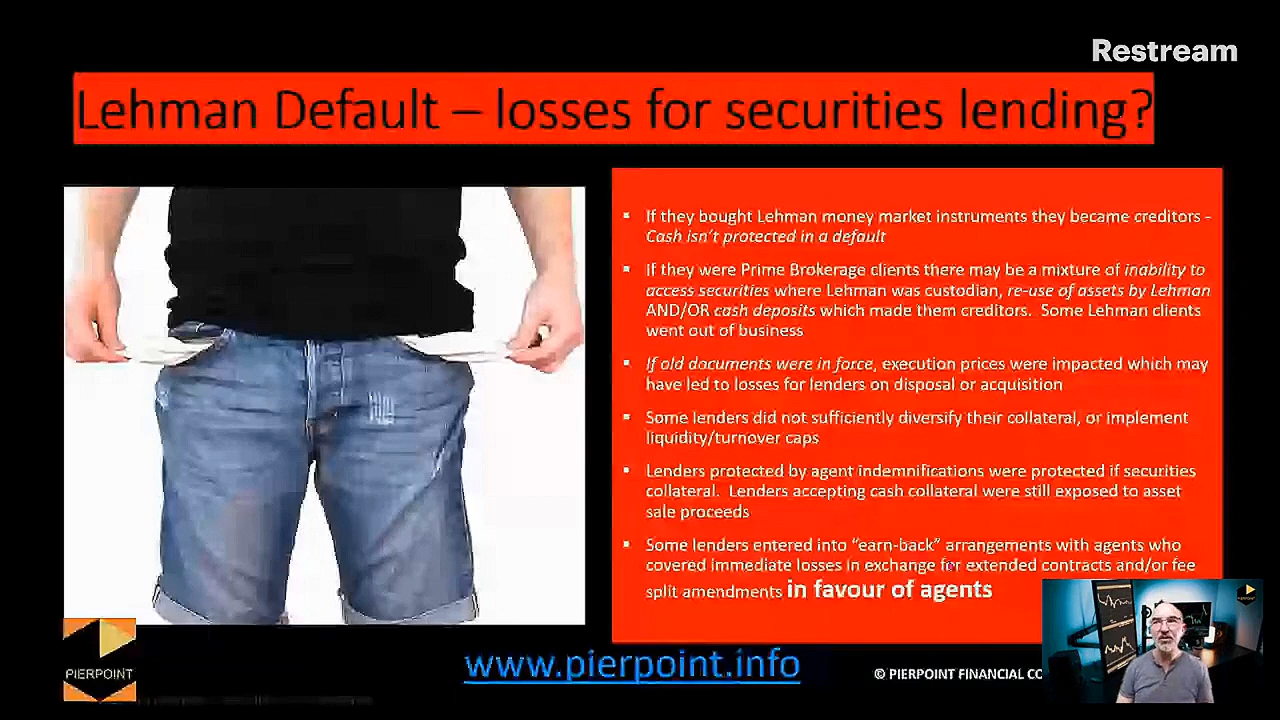 Restream
Lehman Default – losses for securities lending?
▪ If they bought Lehman money market instruments they became creditors -
Cash isn't protected in a default
▪ If they were Prime Brokerage clients there may be a mixture of inability to
access securities where Lehman was custodian, re-use of assets by Lehman
AND/OR cash deposits which made them creditors. Some Lehman clients
went out of business
▪ If old documents were in force, execution prices were impacted which may
have led to losses for lenders on disposal or acquisition
▪ Some lenders did not sufficiently diversify their collateral, or implement
liquidity/turnover caps
▪ Lenders protected by agent indemnifications were protected if securities
collateral. Lenders accepting cash collateral were still exposed to asset
sale proceeds
▪ Some lenders entered into "earn-back" arrangements with agents who
covered immediate losses in exchange for extended contracts and/or fee
split amendments in favour of agents
PIERPOINT
www.pierpoint.info
© PIERPOINT FINANCIAL CO